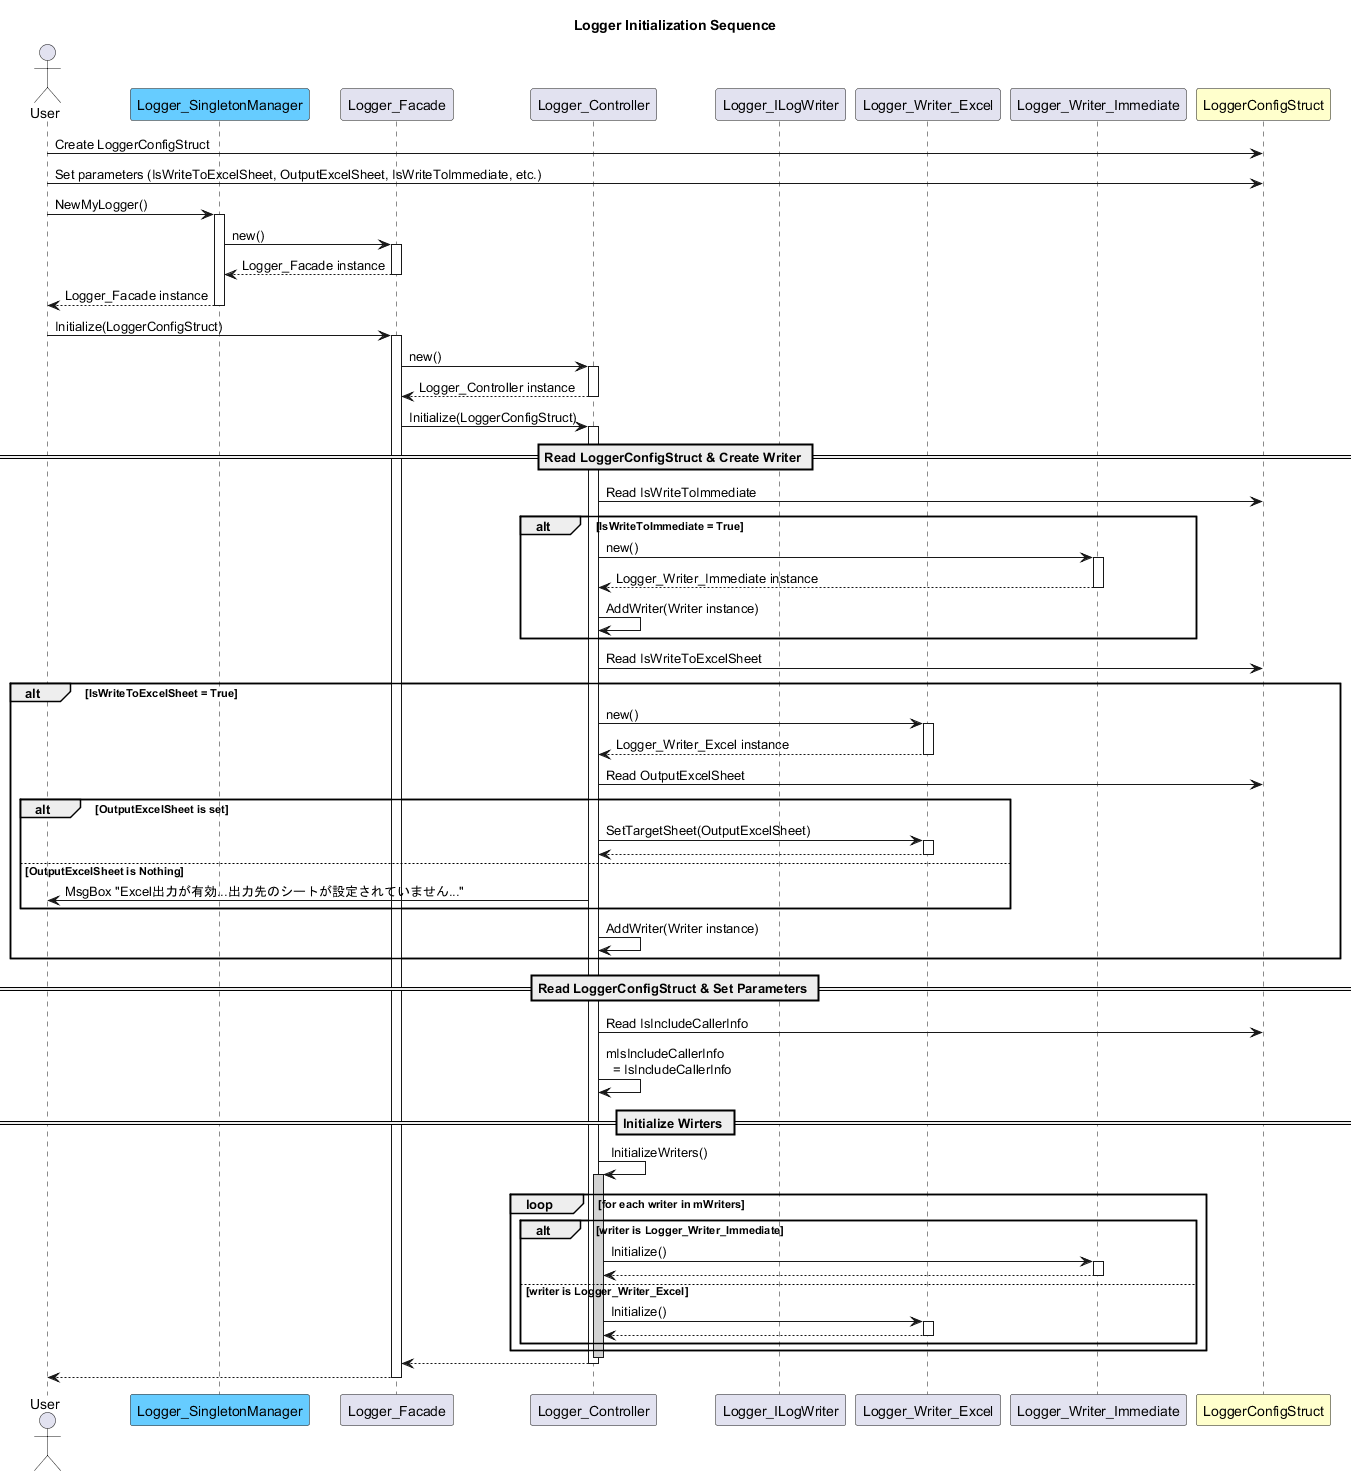 Logger Initialization Sequence
User
Logger_SingletonManager
Logger_Facade
Logger_Controller
Logger_ILogWriter
Logger_Writer_Excel
Logger_Writer_Immediate
LoggerConfigStruct
Create LoggerConfigStruct
Set parameters (IsWriteToExcelSheet, OutputExcelSheet, IsWriteToImmediate, etc.)
NewMyLogger()
new()
Logger_Facade instance
Logger_Facade instance
Initialize(LoggerConfigStruct)
new()
Logger_Controller instance
Initialize(LoggerConfigStruct)
Read LoggerConfigStruct & Create Writer
Read IsWriteToImmediate
alt
[IsWriteToImmediate = True]
new()
Logger_Writer_Immediate instance
AddWriter(Writer instance)
Read IsWriteToExcelSheet
alt
[IsWriteToExcelSheet = True]
new()
Logger_Writer_Excel instance
Read OutputExcelSheet
alt
[OutputExcelSheet is set]
SetTargetSheet(OutputExcelSheet)
[OutputExcelSheet is Nothing]
MsgBox "Excel出力が有効...出力先のシートが設定されていません..."
AddWriter(Writer instance)
Read LoggerConfigStruct & Set Parameters
Read IsIncludeCallerInfo
mIsIncludeCallerInfo
= IsIncludeCallerInfo
Initialize Wirters
InitializeWriters()
loop
[for each writer in mWriters]
alt
[writer is Logger_Writer_Immediate]
Initialize()
[writer is Logger_Writer_Excel]
Initialize()
User
Logger_SingletonManager
Logger_Facade
Logger_Controller
Logger_ILogWriter
Logger_Writer_Excel
Logger_Writer_Immediate
LoggerConfigStruct